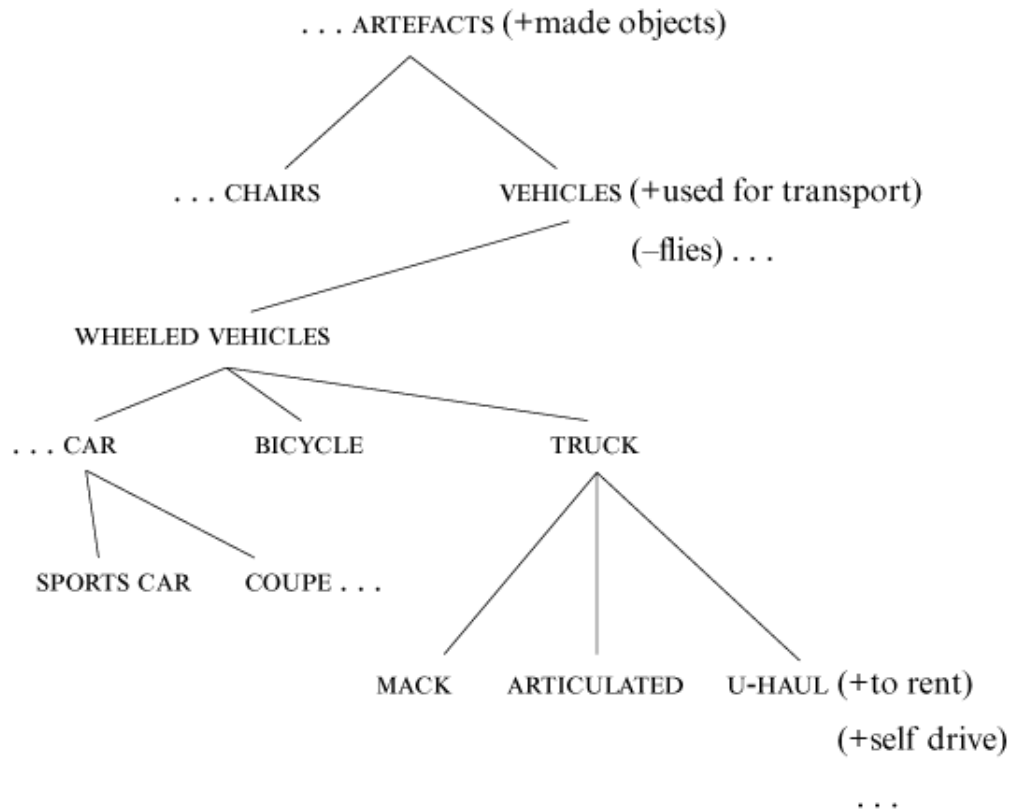 . . . ARTEFACTS (+made objects)
. . . CHAIRS VEHICLES (+used for transport)
(–flies) . . .
WHEELED VEHICLES
. . . CAR BICYCLE TRUCK
SPORTS CAR COUPE . . .
MACK ARTICULATED U-HAUL (+to rent)
(+self drive)
. . .